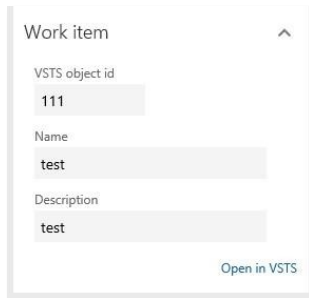 Work item
VSTS object id
111
Name
test
Description
test
Open in VSTS